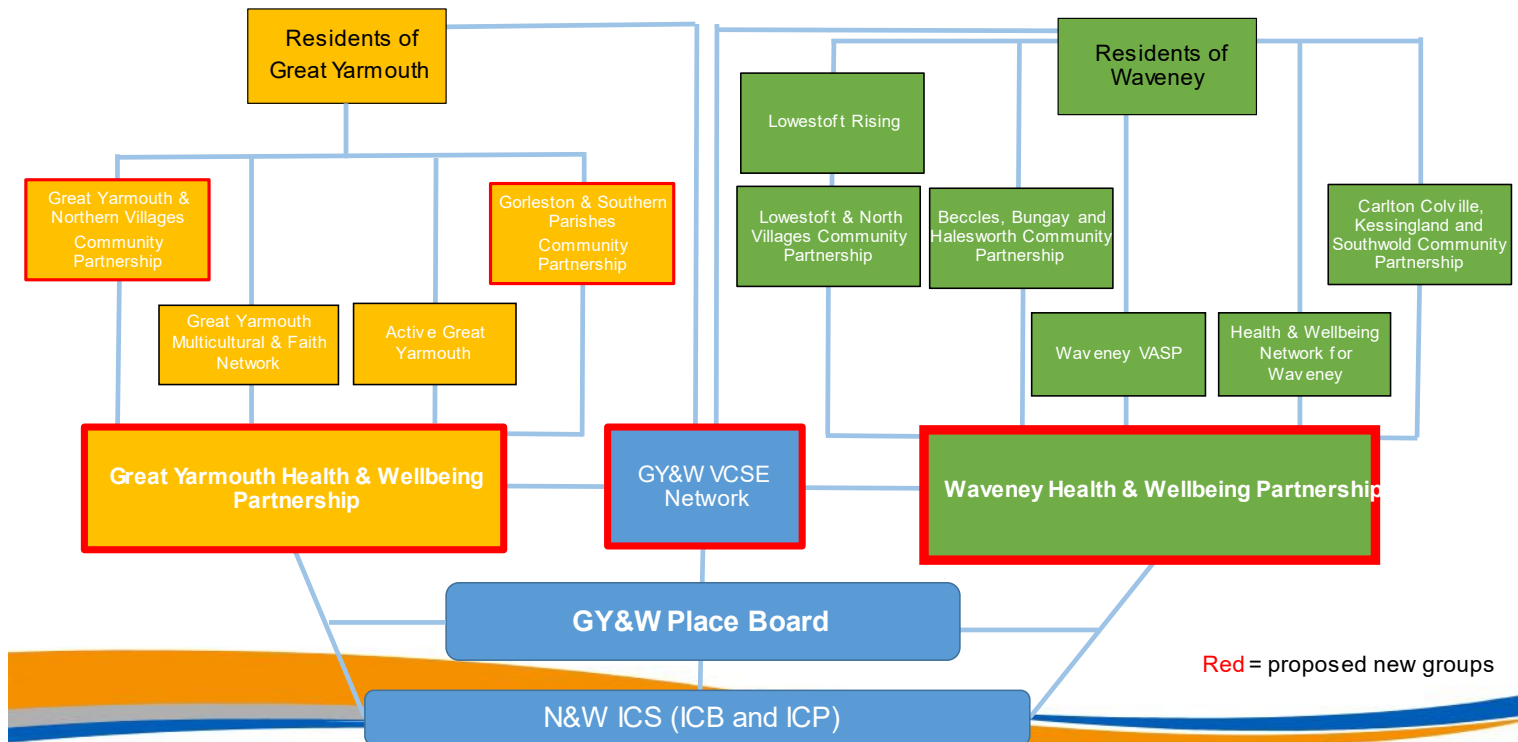 Residents of
Great Yarmouth
Residents of
Waveney
Lowestoft Rising
Great Yarmouth &
Northern Villages
Community
Partnership
Gorleston & Southern
Parishes
Community
Partnership
Lowestoft & North
Villages Community
Partnership
Beccles, Bungay and
Halesworth Community
Partnership
Carlton Colville,
Kessingland and
Southwold Community
Partnership
Great Yarmouth
Multicultural & Faith
Network
Active Great
Yarmouth
Waveney VASP
Health & Wellbeing
Network for
Waveney
Great Yarmouth Health & Wellbeing
Partnership
GY&W VCSE
Network
Waveney Health & Wellbeing Partnership
GY&W Place Board
Red = proposed new groups
N&W ICS (ICB and ICP)